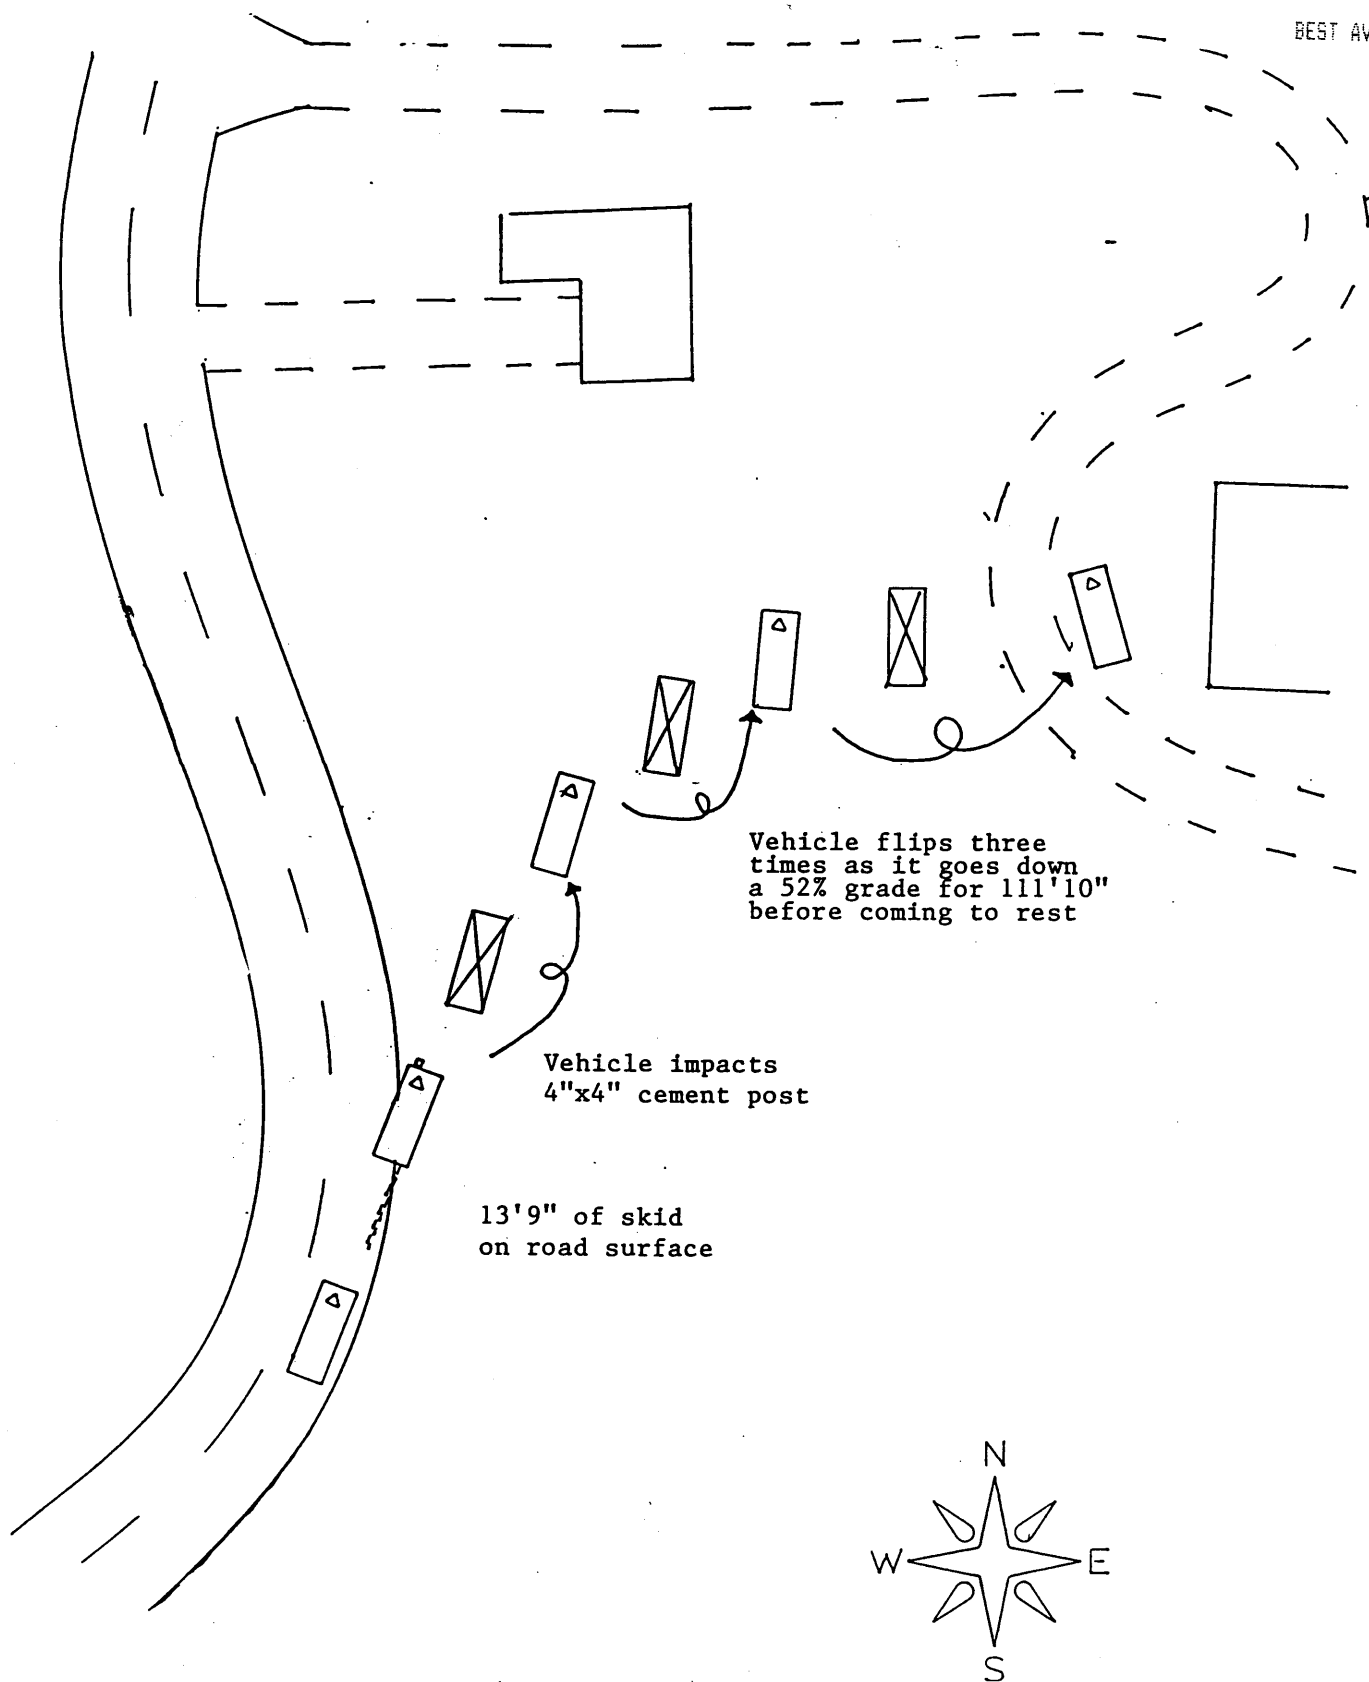 BEST AV
Vehicle flips three
times as it goes down
a 52% grade for 111'10"
before coming to rest
Vehicle impacts
4"x4" cement post
13'9" of skid
on road surface
N
W E
S